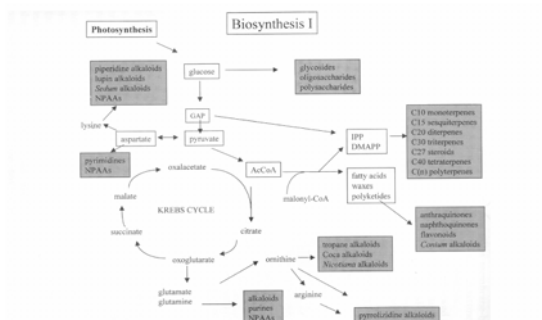 Biosynthesis I
Photosynthesis
piperidine alkaloids
lupin alkaloids
Sedum alkaloids
NPAAs
glucose
glycosides
oligosaccharides
polysaccharides
lysine
GAP
aspartate
pyruvate
IPP
DMAPP
C10 monoterpenes
C15 sesquiterpenes
C20 diterpenes
C30 triterpenes
C27 steroids
C40 tetraterpenes
C(n) polyterpenes
pyrimidines
NPAAs
oxalacetate
AcCoA
malonyl-CoA
fatty acids
waxes
polyketides
malate
KREBS CYCLE
succinate
citrate
anthraquinones
naphthoquinones
flavonoids
Conium alkaloids
oxoglutarate
ornithine
tropane alkaloids
Coca alkaloids
Nicotiana alkaloids
glutamate
glutamine
arginine
alkaloids
purines
NPAAs
pyrrolizidine alkaloids